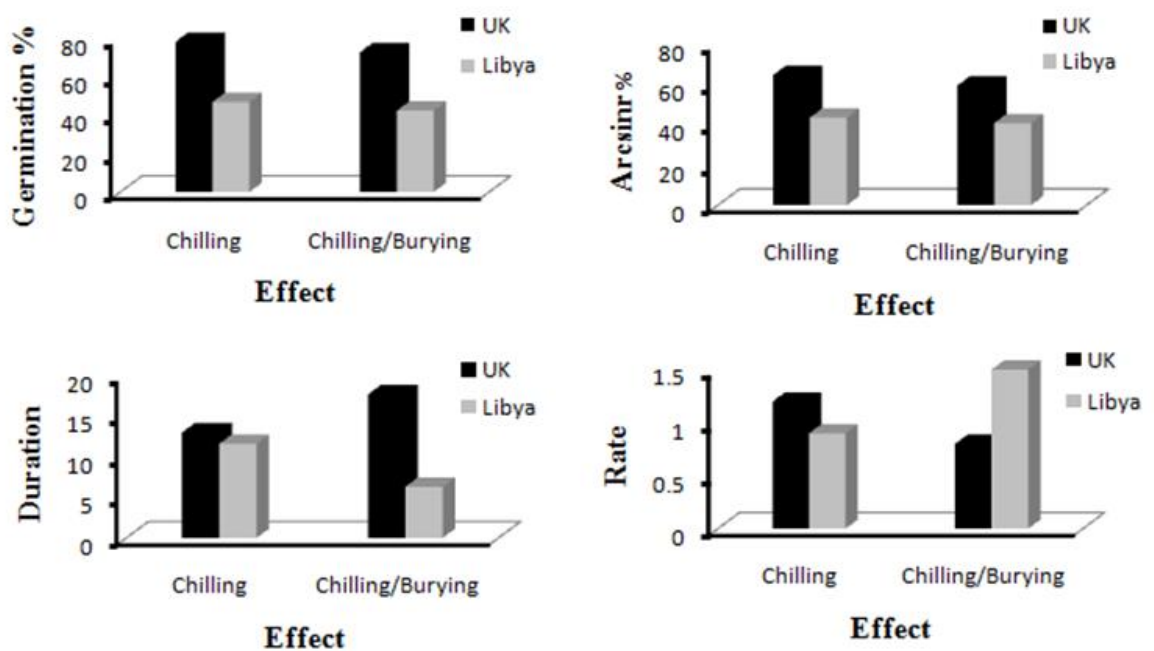 Germination %
80
60
40
20
0
UK
Libya
Chilling
Chilling/Burying
Effect
Arcsinr %
80
60
40
20
0
UK
Libya
Chilling
Chilling/Burying
Effect
Duration
20
15
10
5
0
UK
Libya
Chilling
Chilling/Burying
Effect
Rate
1.5
1
0.5
0
UK
Libya
Chilling
Chilling/Burying
Effect